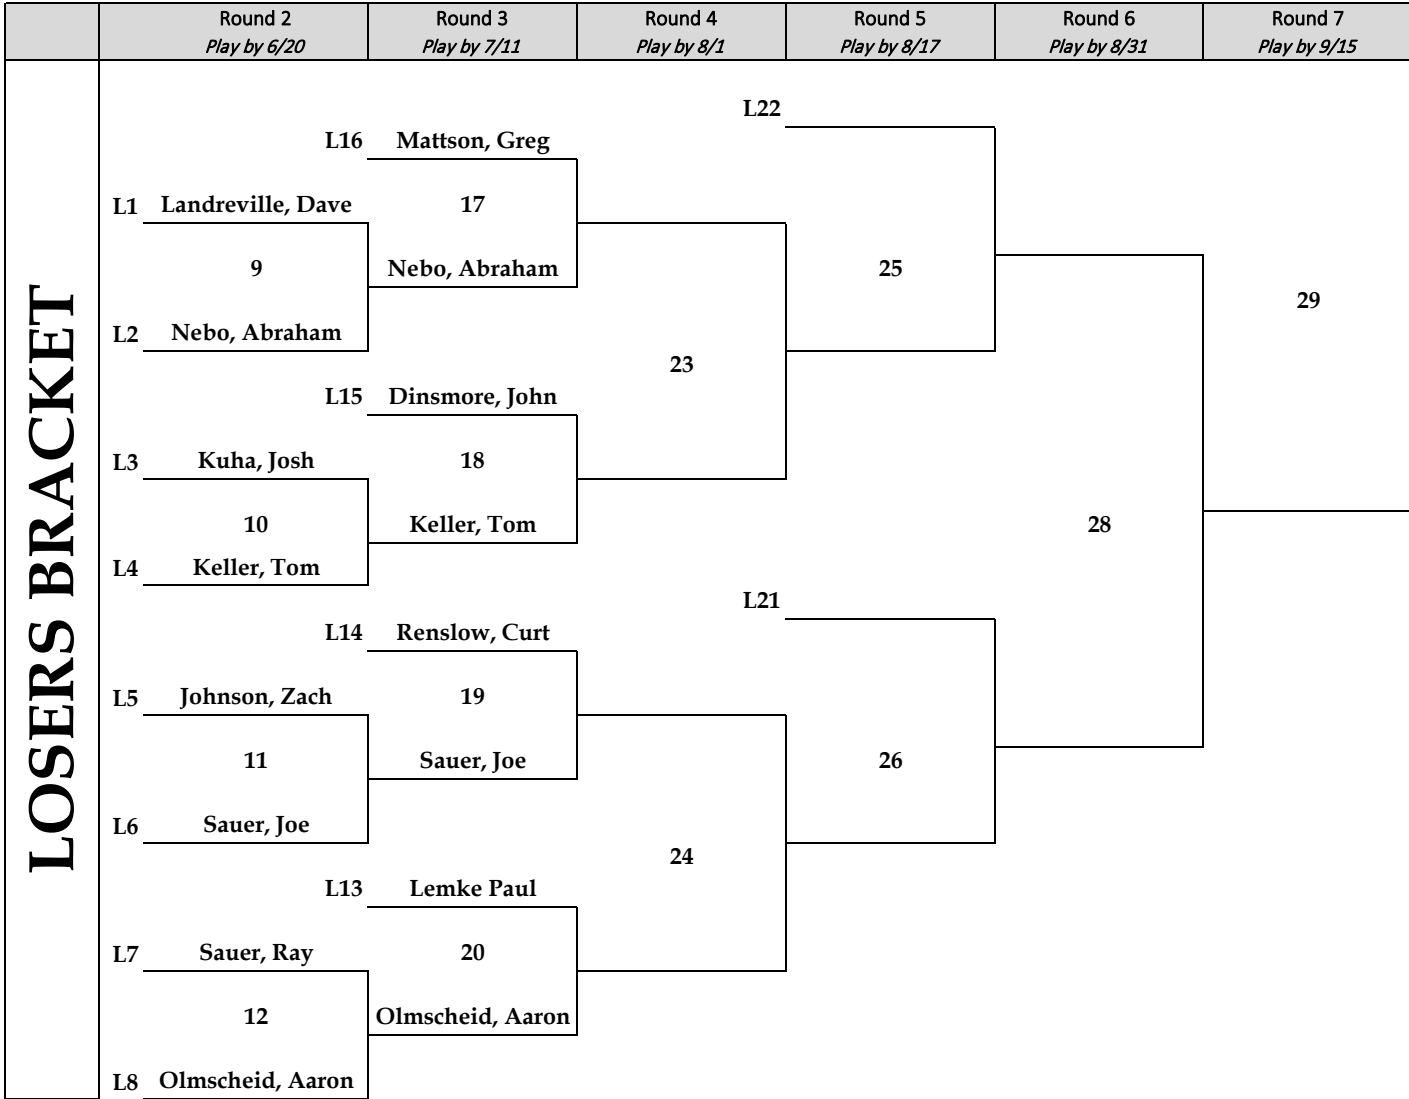 Round 2 Round 3 Round 4 Round 5 Round 6 Round 7
Play by 6/20 Play by 7/11 Play by 8/1 Play by 8/17 Play by 8/31 Play by 9/15
LOSERS BRACKET
L22
L16 Mattson, Greg
L1 Landreville, Dave 17
9 Nebo, Abraham 25
29
L2 Nebo, Abraham
23
L15 Dinsmore, John
L3 Kuha, Josh 18
10 Keller, Tom 28
L4 Keller, Tom
L21
L14 Renslow, Curt
L5 Johnson, Zach 19
11 Sauer, Joe 26
L6 Sauer, Joe
24
L13 Lemke Paul
L7 Sauer, Ray 20
12 Olmscheid, Aaron
L8 Olmscheid, Aaron